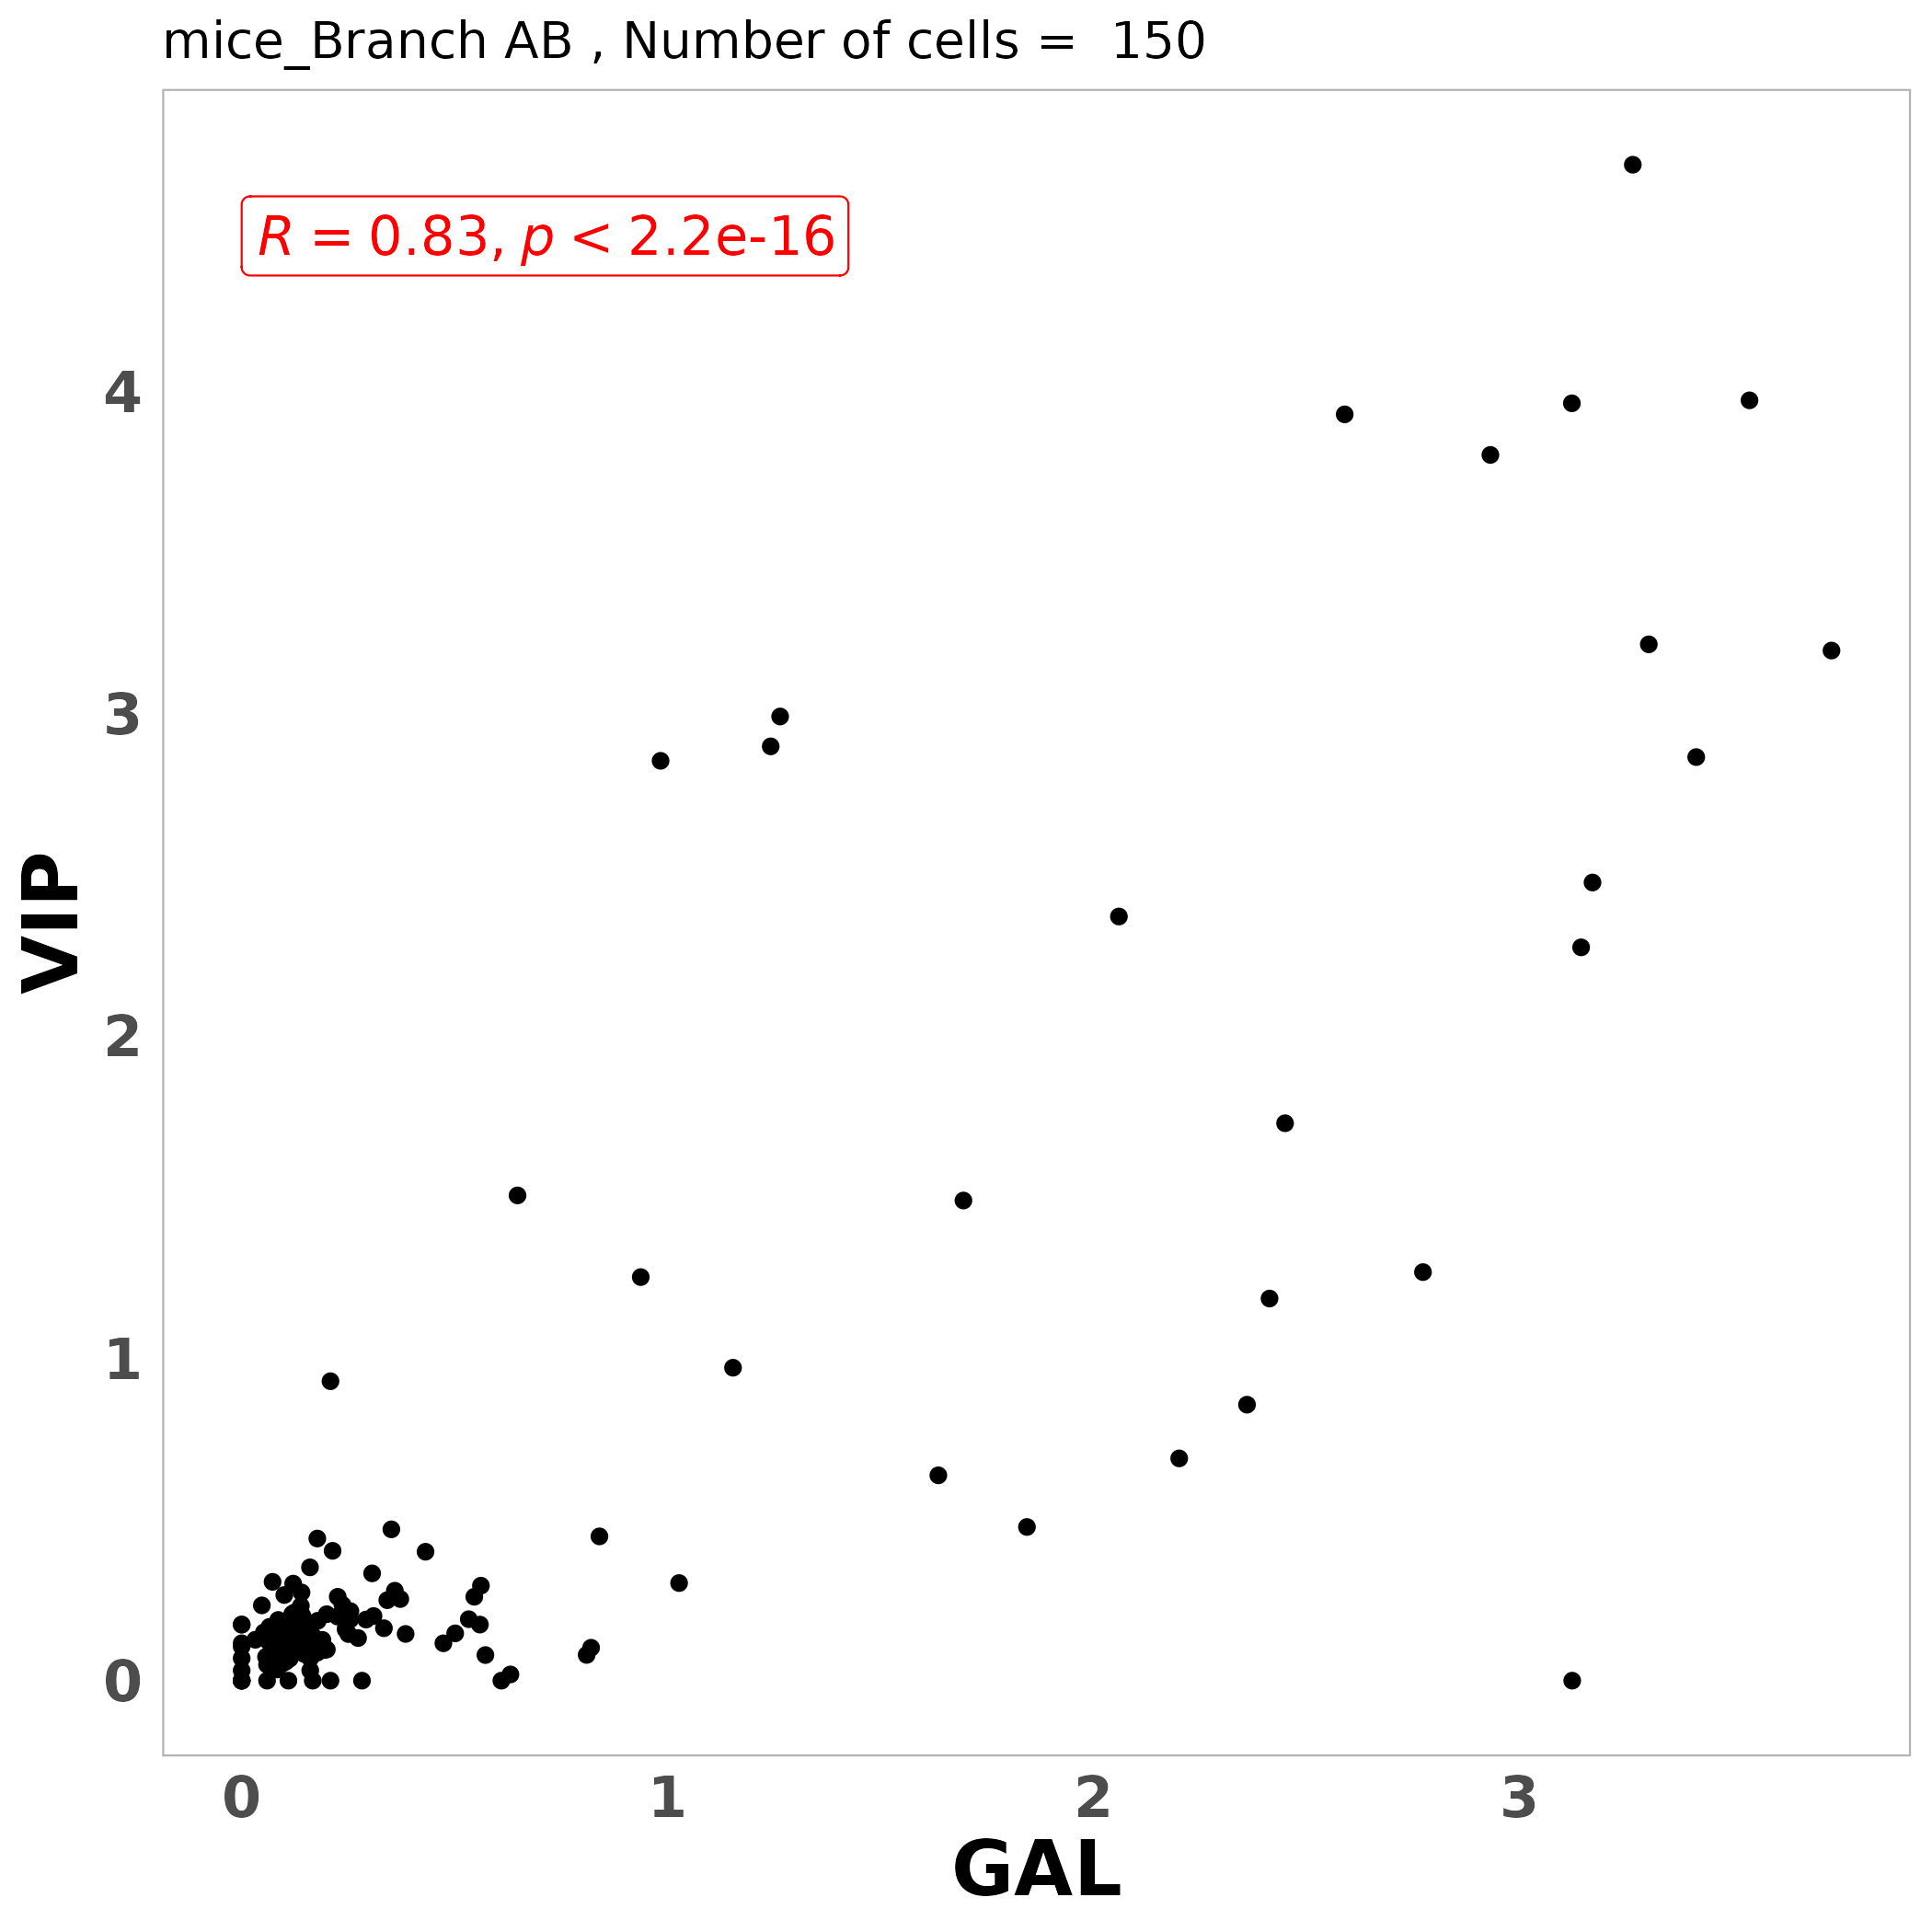 mice_Branch AB , Number of cells =  150
R = 0.83, p < 2.2e-16
4
3
2
1
0
VIP
0 1 2 3
GAL